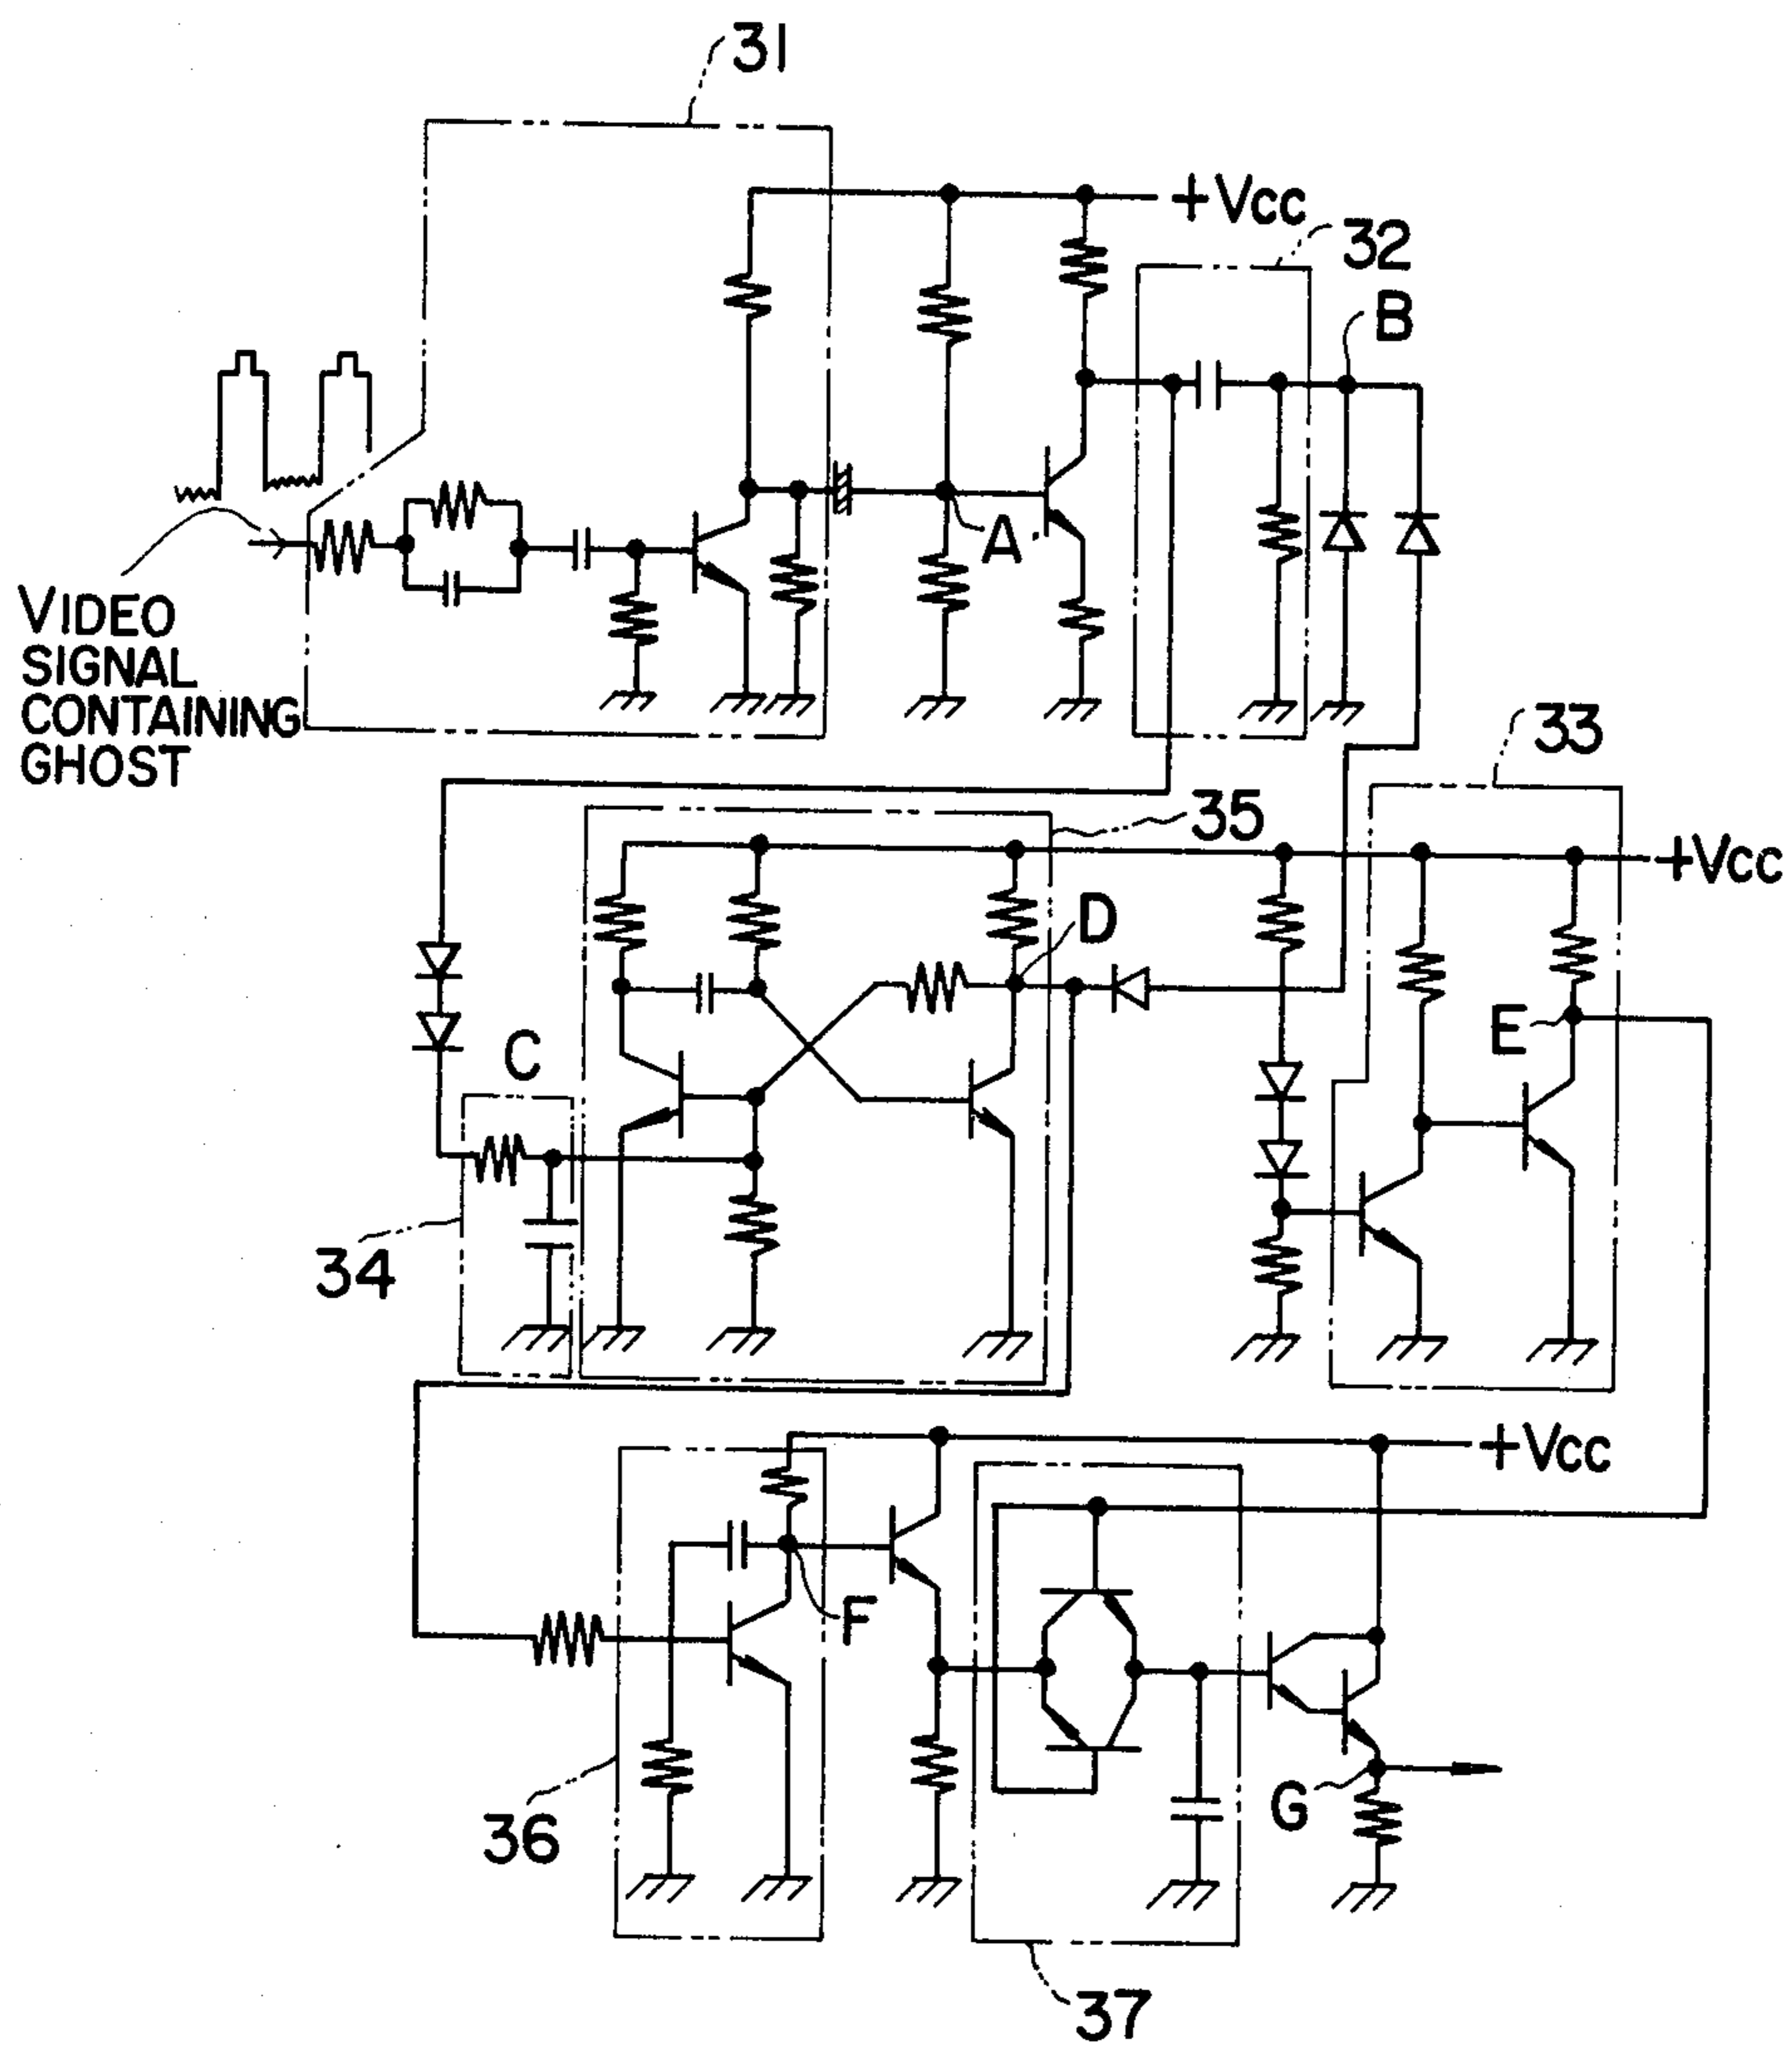 31
+Vcc
32
B
A
VIDEO
SIGNAL
CONTAINING
GHOST
33
35
+Vcc
D
C
E
34
+Vcc
F
G
36
37